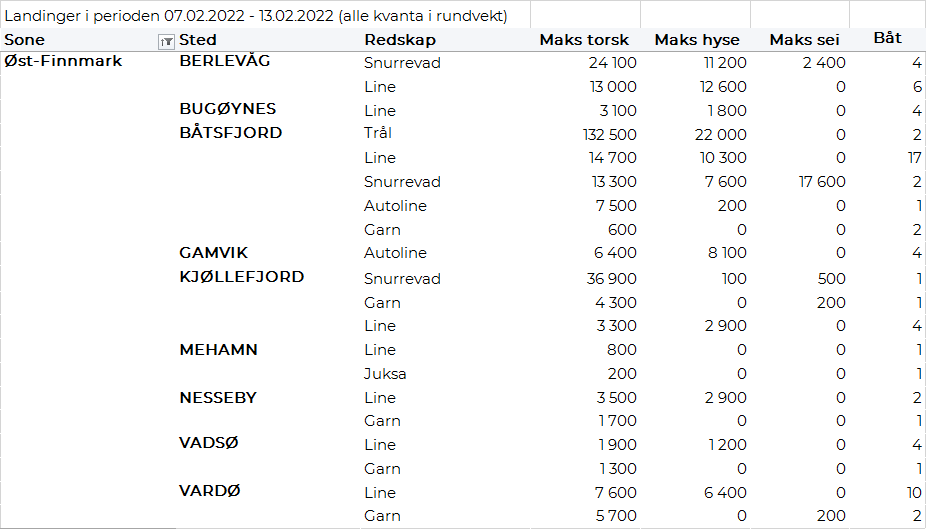 Landinger i perioden 07.02.2022 - 13.02.2022 (alle kvanta i rundvekt)
Sone Sted Redskap Maks torsk Maks hyse Maks sei Båt
Øst-Finnmark BERLEVÅG Snurrevad 24 100 11 200 2 400 4
Line 13 000 12 600 0 6
BUGØYNES Line 3 100 1 800 0 4
BÅTSFJORD Trål 132 500 22 000 0 2
Line 14 700 10 300 0 17
Snurrevad 13 300 7 600 17 600 2
Autoline 7 500 200 0 1
Garn 600 0 0 2
GAMVIK Autoline 6 400 8 100 0 4
KJØLLEFJORD Snurrevad 36 900 100 500 1
Garn 4 300 0 200 1
Line 3 300 2 900 0 4
MEHAMN Line 800 0 0 1
Juksa 200 0 0 1
NESSEBY Line 3 500 2 900 0 2
Garn 1 700 0 0 1
VADSØ Line 1 900 1 200 0 4
Garn 1 300 0 0 1
VARDØ Line 7 600 6 400 0 10
Garn 5 700 0 200 2